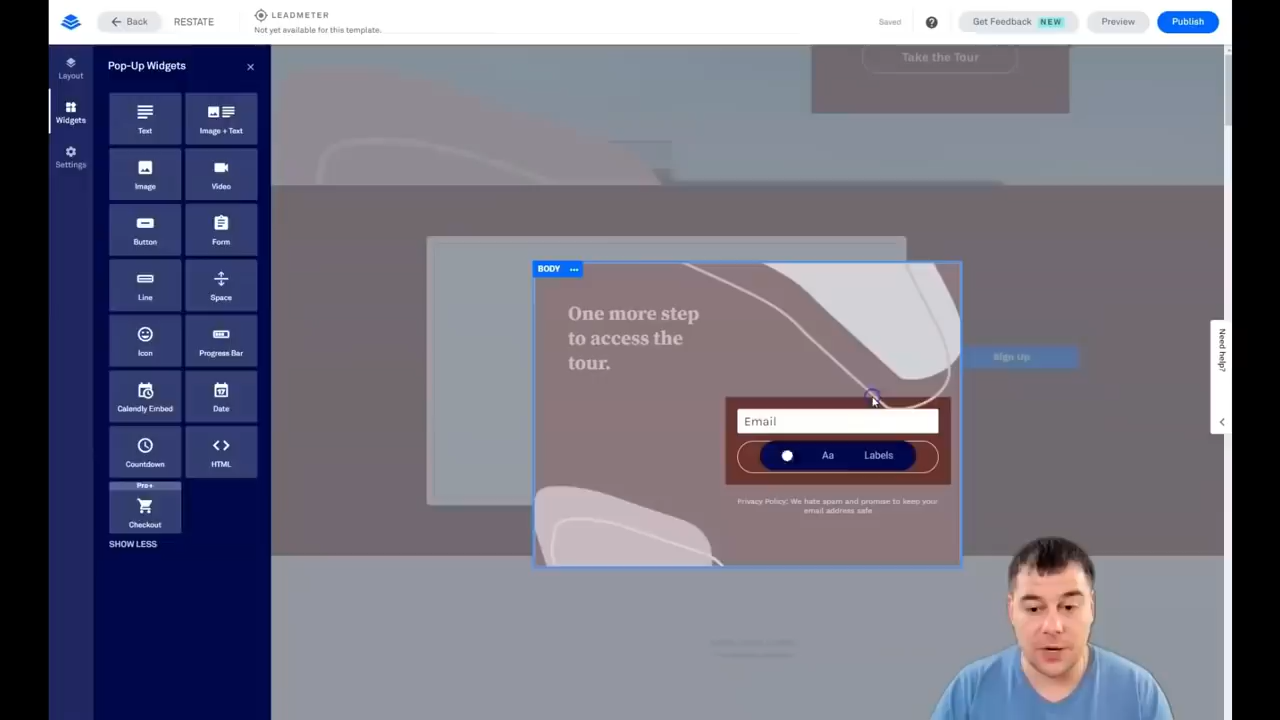 Back
RESTATE
LEADMETER
Not yet available for this template.
Saved
Get Feedback NEW
Preview
Publish
Layout
Widgets
Settings
Pop-Up Widgets
Text
Image + Text
Image
Video
Button
Form
Line
Space
Icon
Progress Bar
Calendly Embed
17
Date
Countdown
HTML
Pro+
Checkout
SHOW LESS
Take the Tour
BODY
One more step
to access the
tour.
Email
Aa
Labels
Privacy Policy: We hate spam and promise to keep your
email address safe
Sign Up
Need help?